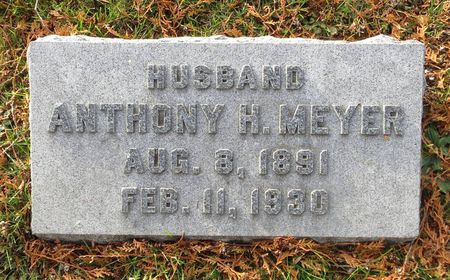 HUSBAND
ANTHONY H. MEYER
AUG. 8, 1891
FEB. 11, 1930